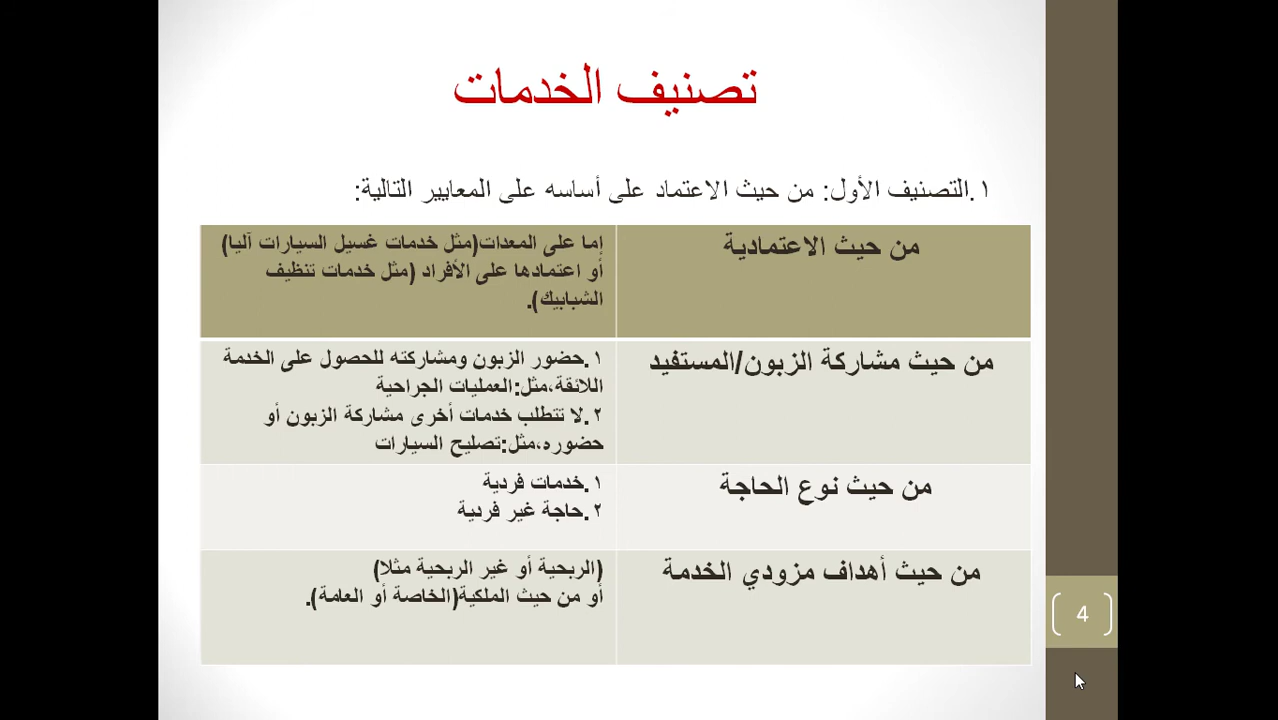 تصنيف الخدمات
١.التصنيف الأول: من حيث الاعتماد على أساسه على المعايير التالية:
من حيث الاعتمادية
إما على المعدات(مثل خدمات غسيل السيارات آليا)
أو اعتمادها على الأفراد (مثل خدمات تنظيف
الشبابيك).
من حيث مشاركة الزبون/المستفيد
١.حضور الزبون ومشاركته للحصول على الخدمة
اللائقة،مثل:العمليات الجراحية
٢.لا تتطلب خدمات أخرى مشاركة الزبون أو
حضوره،مثل:تصليح السيارات
من حيث نوع الحاجة
١.خدمات فردية
٢.حاجة غير فردية
من حيث أهداف مزودي الخدمة
(الربحية أو غير الربحية مثلا)
أو من حيث الملكية(الخاصة أو العامة).
4